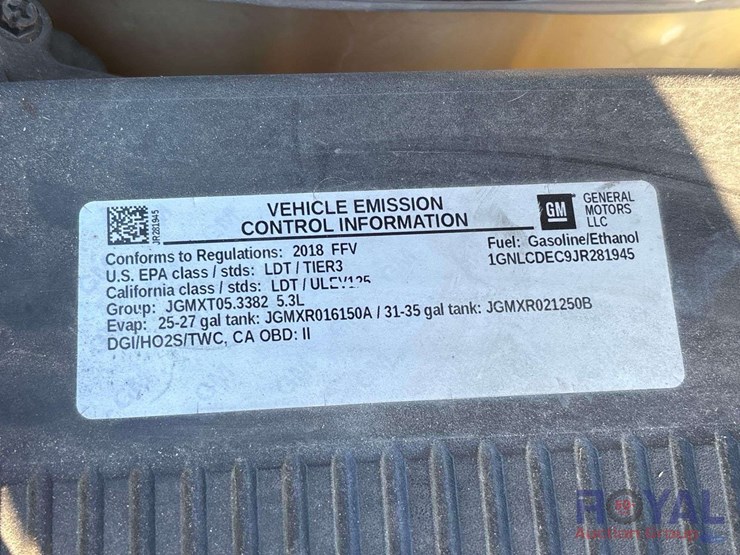 JR281945
VEHICLE EMISSION
CONTROL INFORMATION
GM
GENERAL
MOTORS
LLC
Conforms to Regulations: 2018 FFV
Fuel: Gasoline/Ethanol
U.S. EPA class / stds: LDT / TIER3
1GNLCDEC9JR281945
California class / stds: LDT / ULEV125
Group: JGMXT05.3382 5.3L
Evap: 25-27 gal tank: JGMXR016150A / 31-35 gal tank: JGMXR021250B
DGI/HO2S/TWC, CA OBD: II
ROYAL
Auction Group